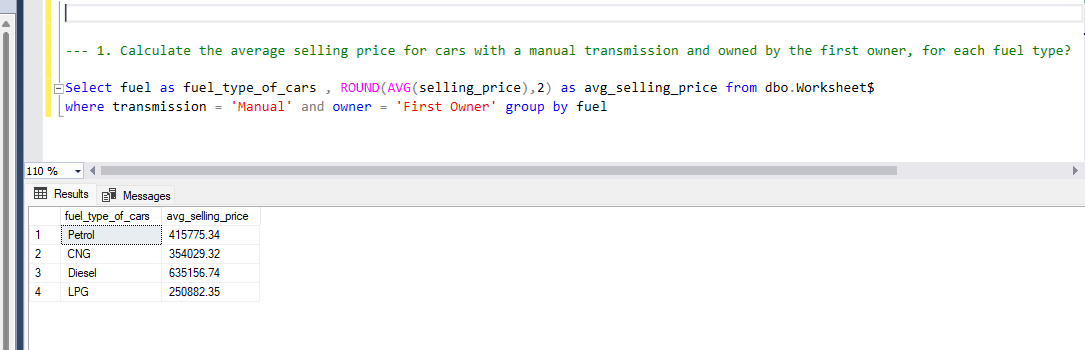 --- 1. Calculate the average selling price for cars with a manual transmission and owned by the first owner, for each fuel type?
Select fuel as fuel_type_of_cars , ROUND(AVG(selling_price),2) as avg_selling_price from dbo.Worksheet$
where transmission = 'Manual' and owner = 'First Owner' group by fuel
110 %
Results Messages
fuel_type_of_cars avg_selling_price
1 Petrol 415775.34
2 CNG 354029.32
3 Diesel 635156.74
4 LPG 250882.35